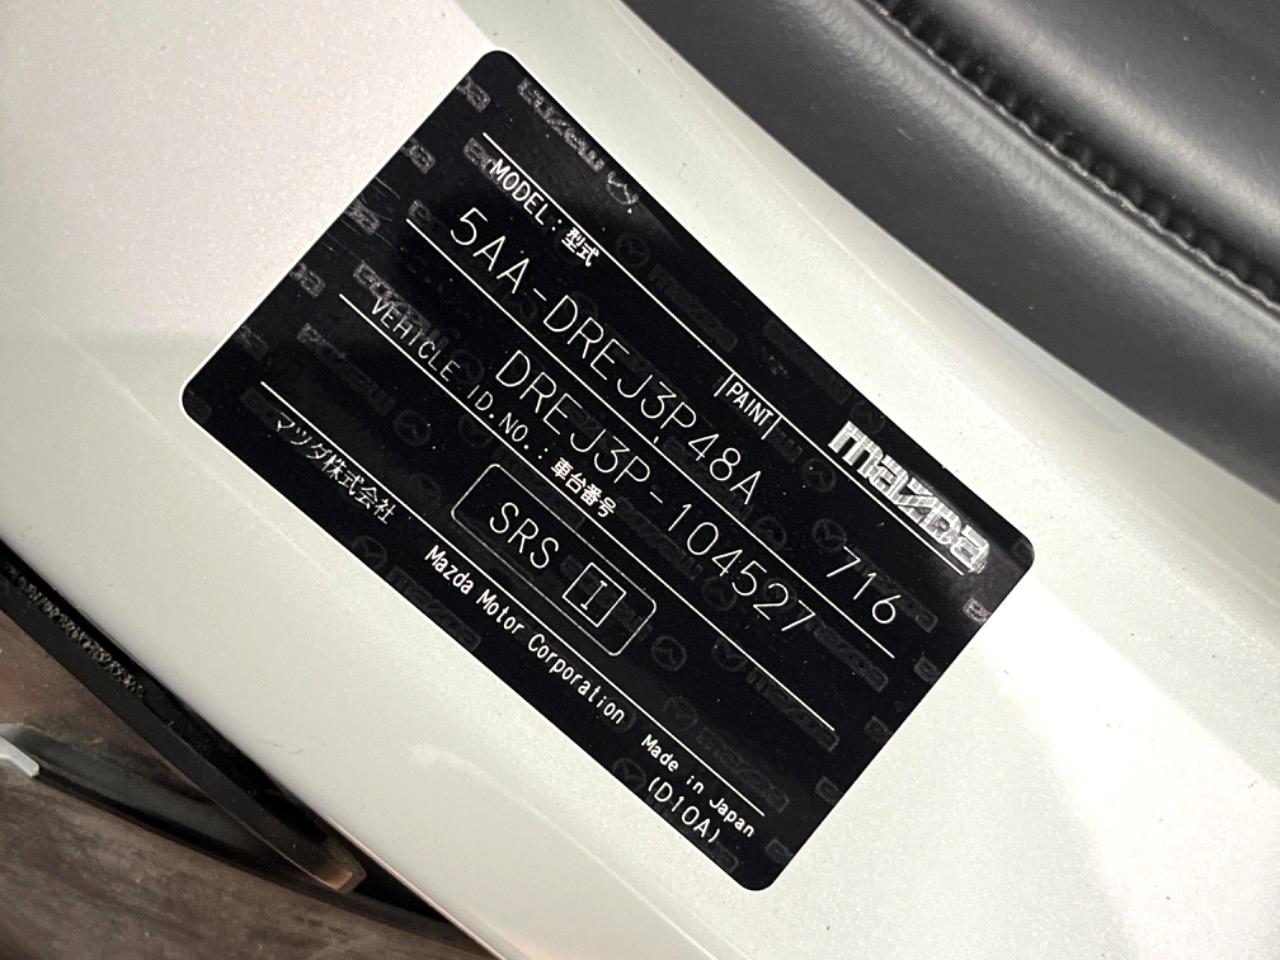 mazda
MODEL: 型式
PAINT
5AA-DREJ3P48A 716
DREJ3P-104527
VEHICLE ID.NO.: 車台番号
SRS I
マツダ株式会社
Mazda Motor Corporation Made in Japan
(D10A)